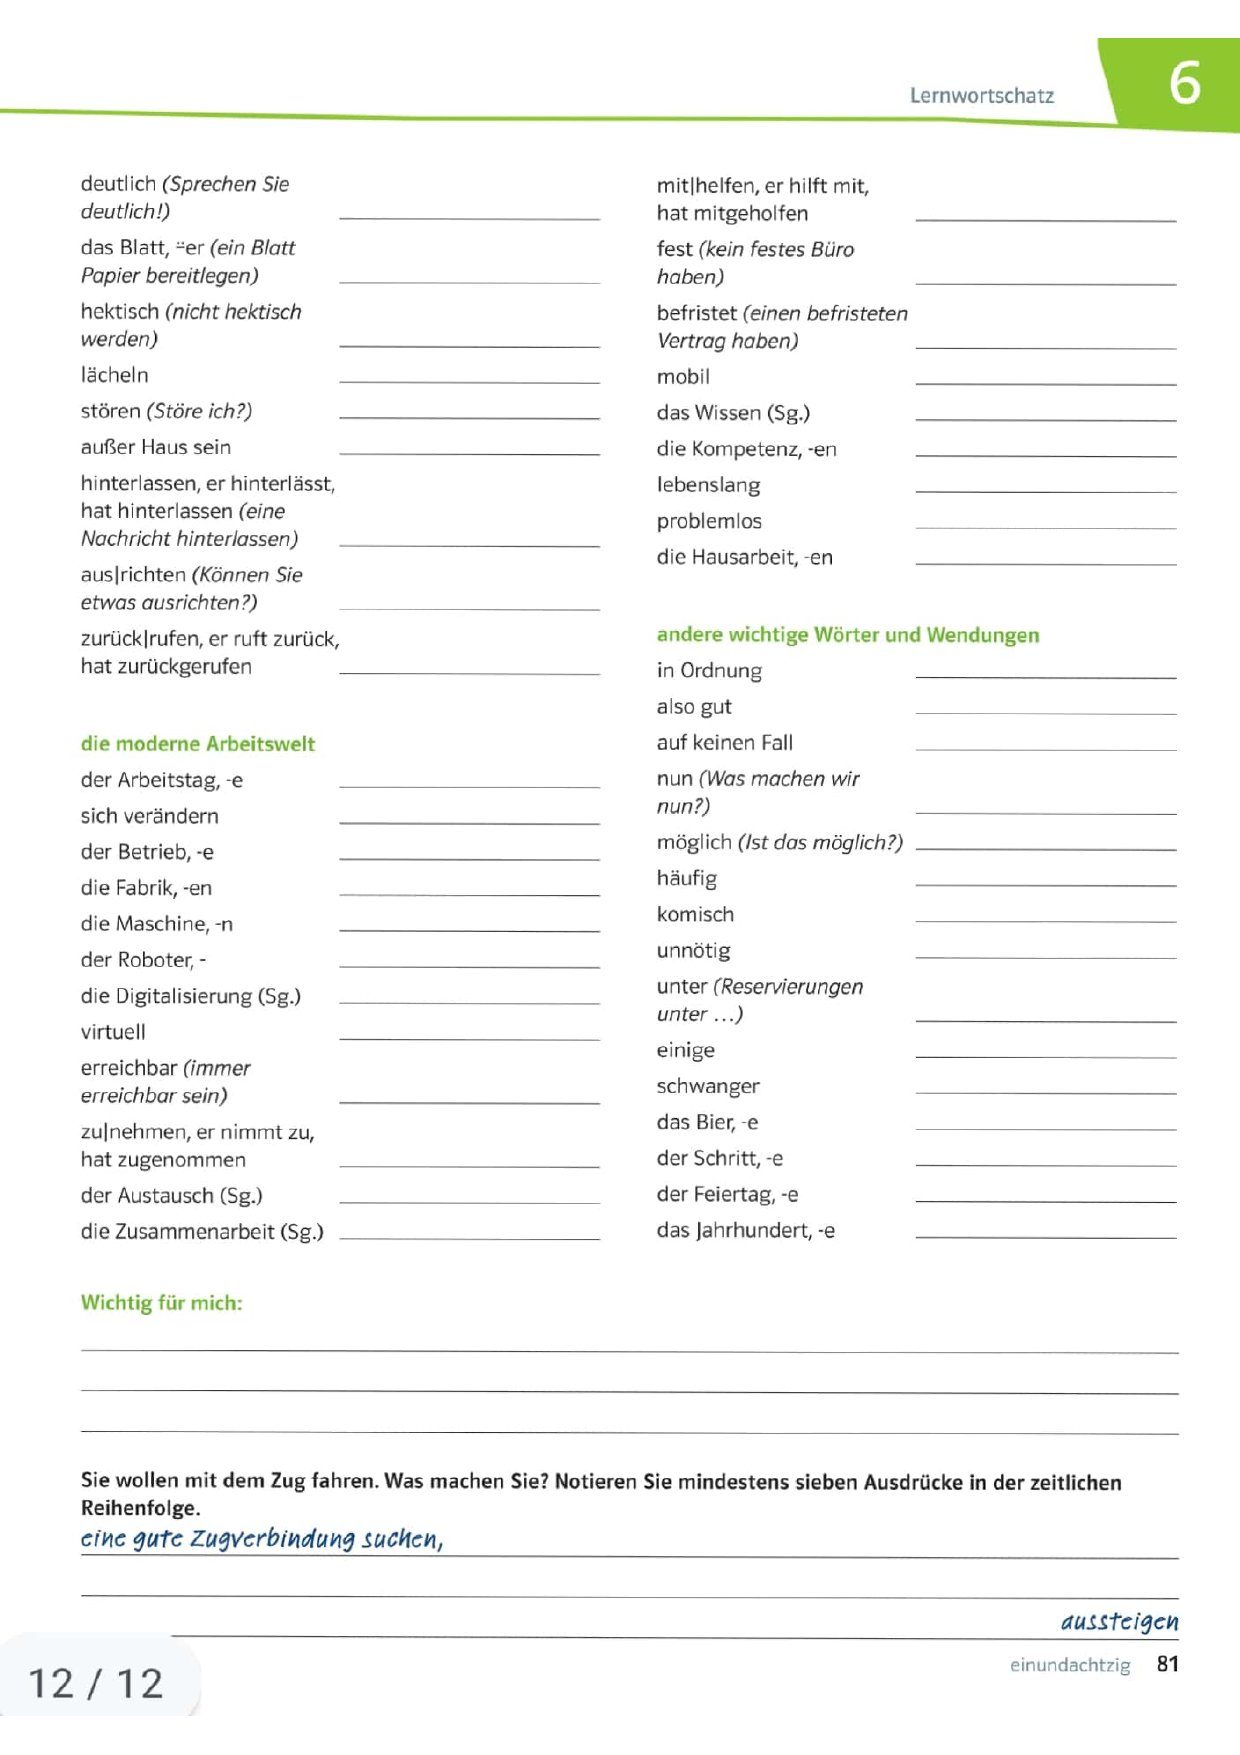 Lernwortschatz
6
deutlich (Sprechen Sie
deutlich!)
das Blatt, ⸚er (ein Blatt
Papier bereitlegen)
hektisch (nicht hektisch
werden)
lächeln
stören (Störe ich?)
außer Haus sein
hinterlassen, er hinterlässt,
hat hinterlassen (eine
Nachricht hinterlassen)
aus|richten (Können Sie
etwas ausrichten?)
zurück|rufen, er ruft zurück,
hat zurückgerufen
die moderne Arbeitswelt
der Arbeitstag, -e
sich verändern
der Betrieb, -e
die Fabrik, -en
die Maschine, -n
der Roboter, -
die Digitalisierung (Sg.)
virtuell
erreichbar (immer
erreichbar sein)
zu|nehmen, er nimmt zu,
hat zugenommen
der Austausch (Sg.)
die Zusammenarbeit (Sg.)
mit|helfen, er hilft mit,
hat mitgeholfen
fest (kein festes Büro
haben)
befristet (einen befristeten
Vertrag haben)
mobil
das Wissen (Sg.)
die Kompetenz, -en
lebenslang
problemlos
die Hausarbeit, -en
andere wichtige Wörter und Wendungen
in Ordnung
also gut
auf keinen Fall
nun (Was machen wir
nun?)
möglich (Ist das möglich?)
häufig
komisch
unnötig
unter (Reservierungen
unter ...)
einige
schwanger
das Bier, -e
der Schritt, -e
der Feiertag, -e
das Jahrhundert, -e
Wichtig für mich:
Sie wollen mit dem Zug fahren. Was machen Sie? Notieren Sie mindestens sieben Ausdrücke in der zeitlichen
Reihenfolge.
eine gute Zugverbindung suchen,
aussteigen
einundachtzig 81
12 / 12